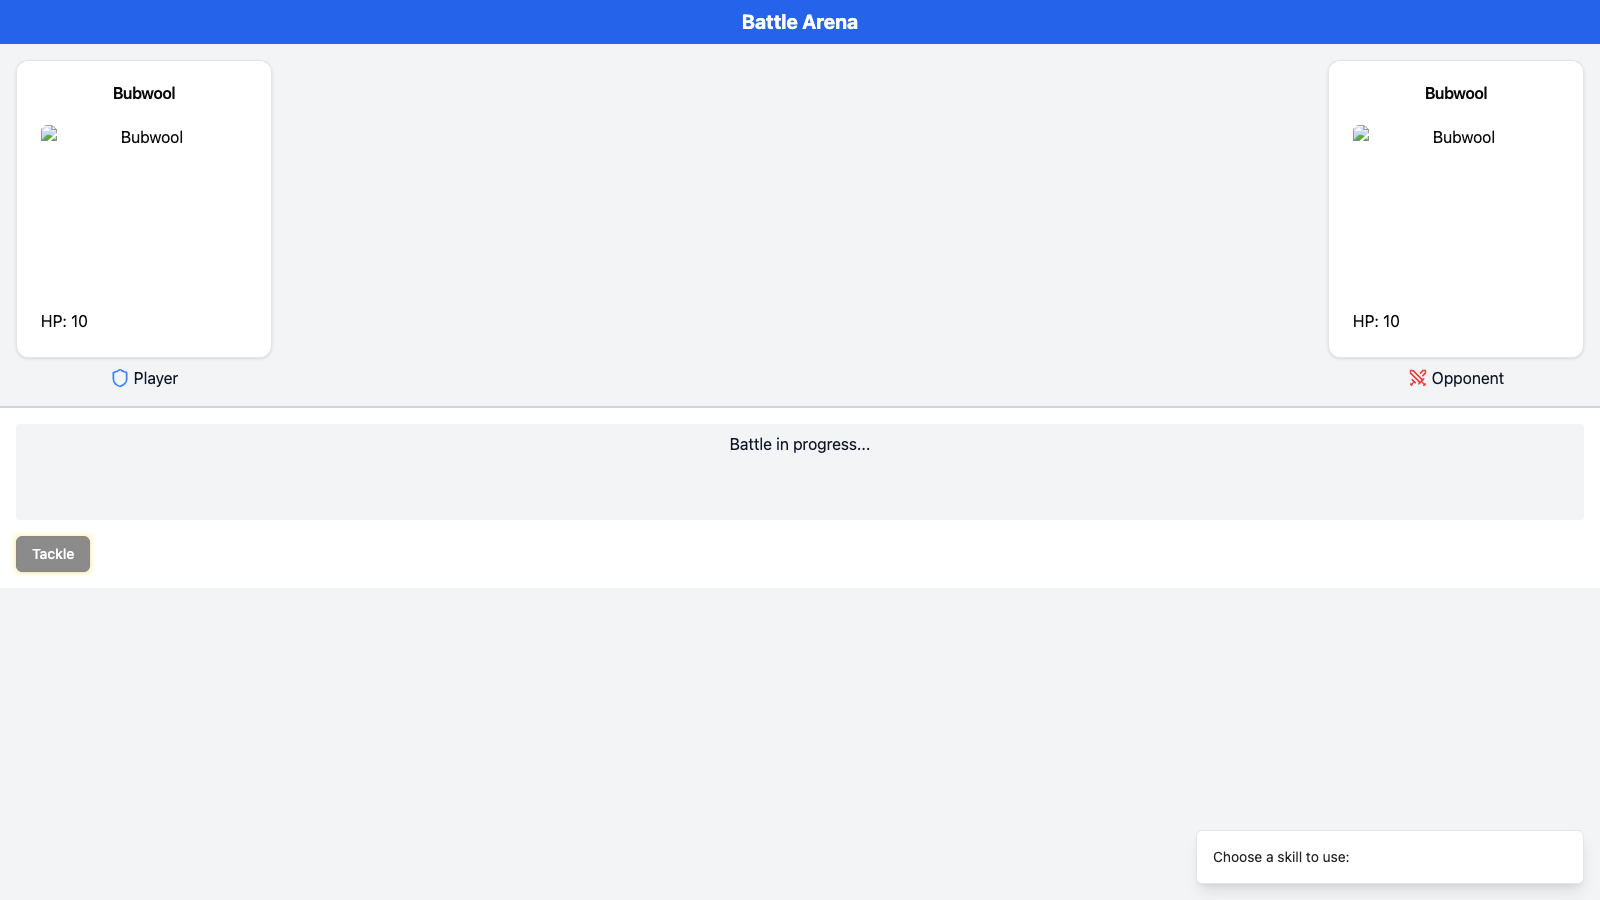 Battle Arena
Bubwool
Bubwool
HP: 10
Player
Bubwool
Bubwool
HP: 10
Opponent
Battle in progress...
Tackle
Choose a skill to use: